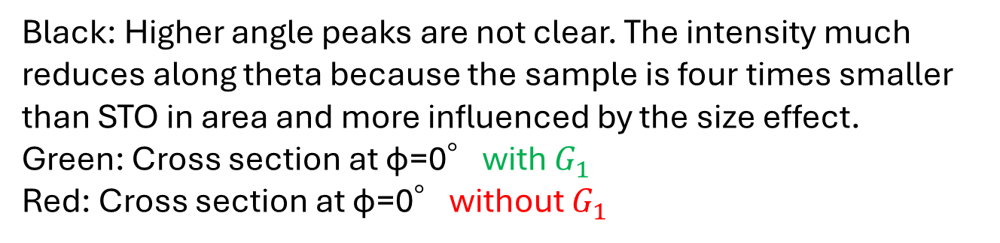 Black: Higher angle peaks are not clear. The intensity much
reduces along theta because the sample is four times smaller
than STO in area and more influenced by the size effect.
Green: Cross section at ϕ=0° with G₁
Red: Cross section at ϕ=0° without G₁